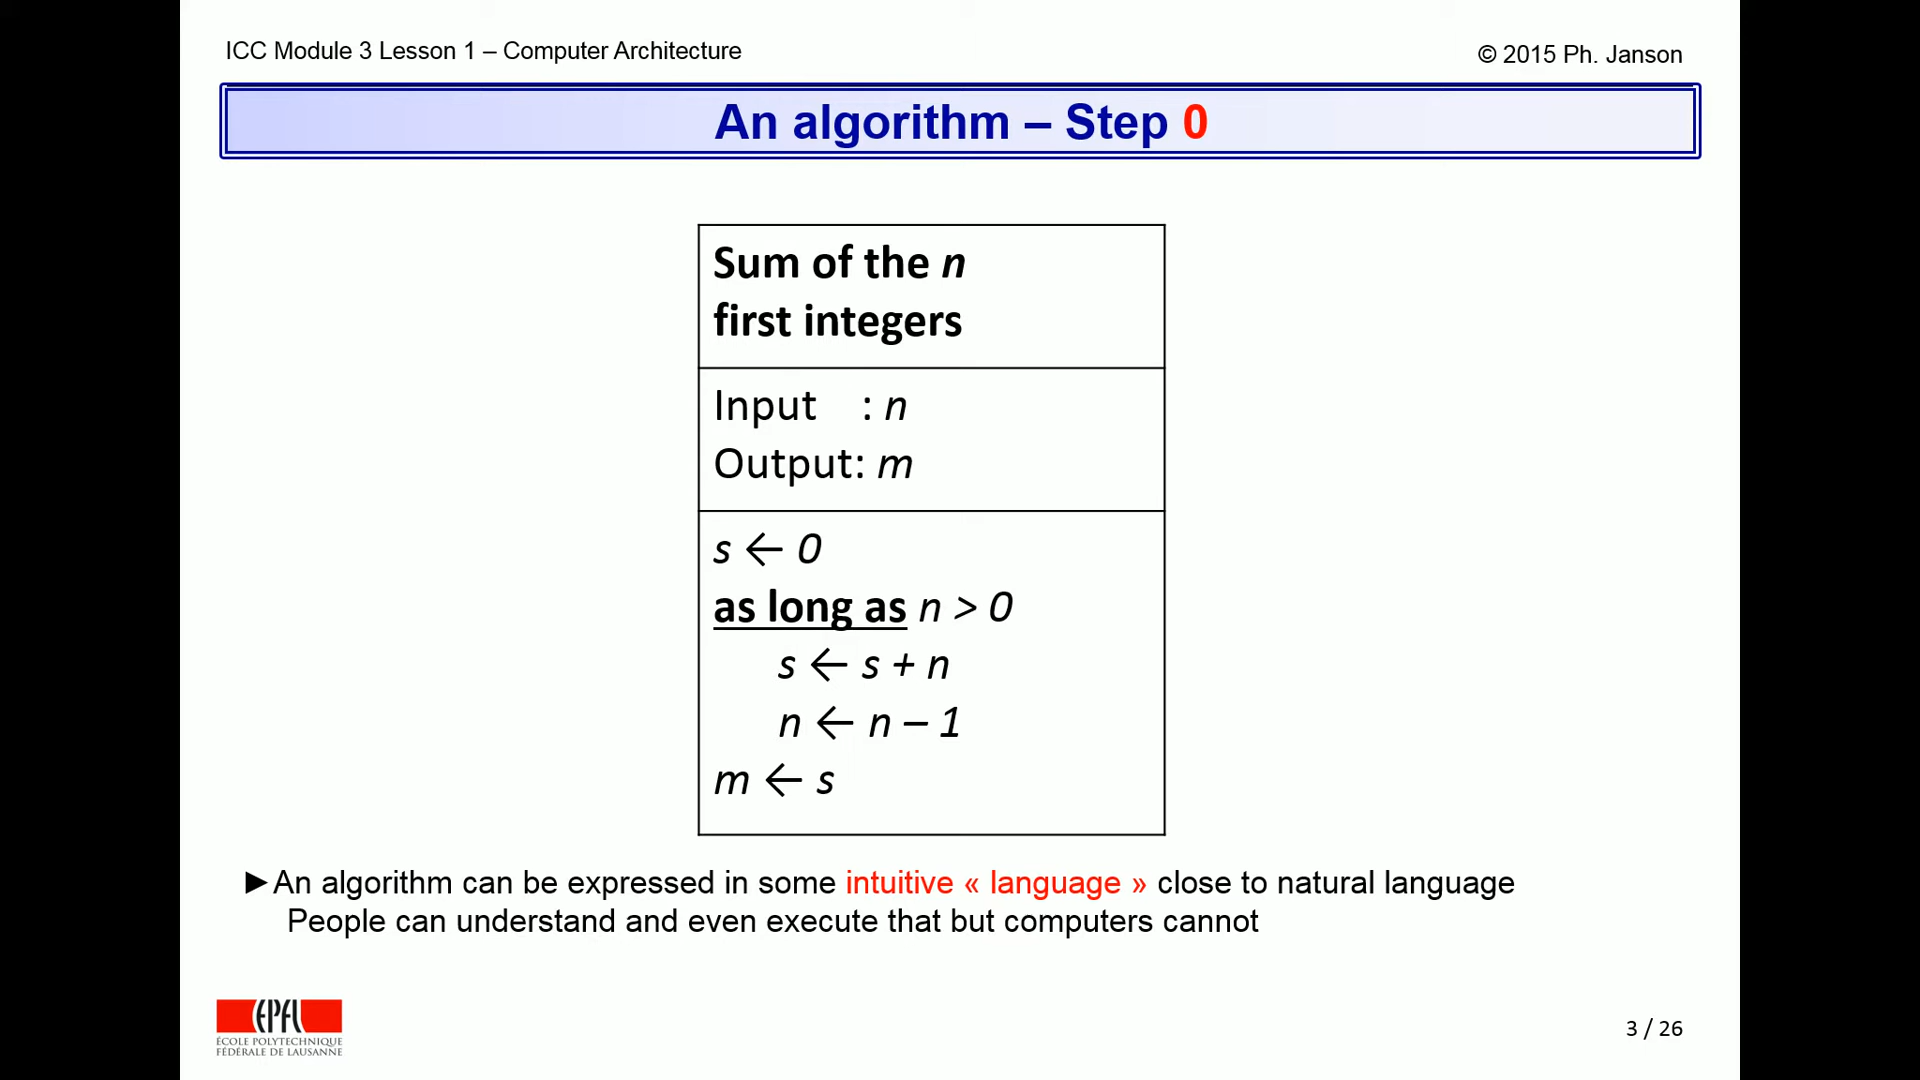 ICC Module 3 Lesson 1 – Computer Architecture
© 2015 Ph. Janson
An algorithm – Step 0
Sum of the n
first integers
Input : n
Output: m
s ← 0
as long as n > 0
s ← s + n
n ← n – 1
m ← s
►An algorithm can be expressed in some intuitive « language » close to natural language
People can understand and even execute that but computers cannot
EPFL
ÉCOLE POLYTECHNIQUE
FÉDÉRALE DE LAUSANNE
3 / 26